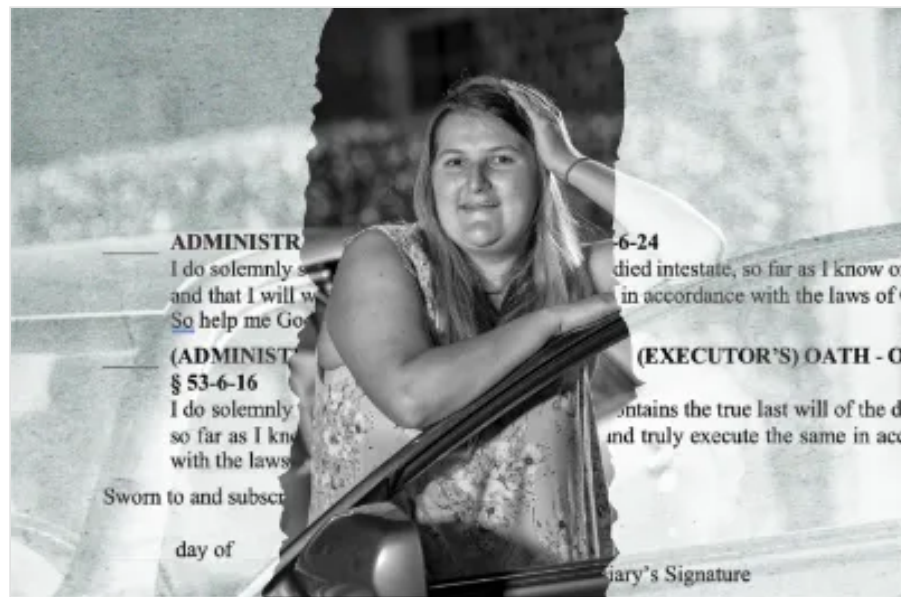 ADMINISTR -6-24
I do solemnly s died intestate, so far as I know o
and that I will w in accordance with the laws of
So help me Go
(ADMINIST (EXECUTOR'S) OATH - O
§ 53-6-16
I do solemnly ontains the true last will of the d
so far as I kn and truly execute the same in acc
with the laws
Sworn to and subscr
day of
iary's Signature